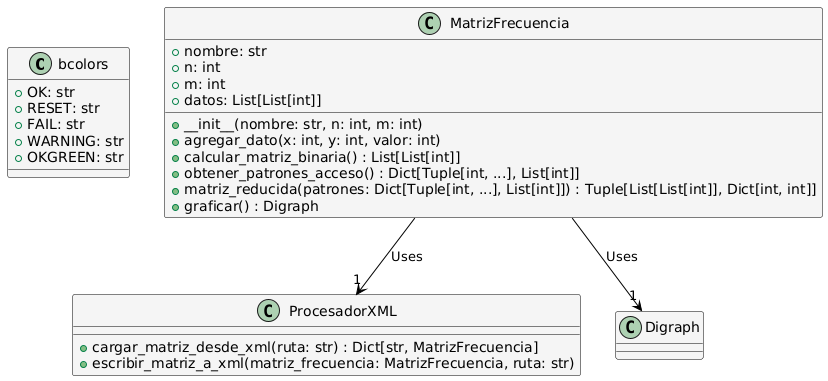 C bcolors
OK: str
RESET: str
FAIL: str
WARNING: str
OKGREEN: str
C MatrizFrecuencia
nombre: str
n: int
m: int
datos: List[List[int]]
__init__(nombre: str, n: int, m: int)
agregar_dato(x: int, y: int, valor: int)
calcular_matriz_binaria() : List[List[int]]
obtener_patrones_acceso() : Dict[Tuple[int, ...], List[int]]
matriz_reducida(patrones: Dict[Tuple[int, ...], List[int]]) : Tuple[List[List[int]], Dict[int, int]]
graficar() : Digraph
Uses
1
Uses
1
C ProcesadorXML
cargar_matriz_desde_xml(ruta: str) : Dict[str, MatrizFrecuencia]
escribir_matriz_a_xml(matriz_frecuencia: MatrizFrecuencia, ruta: str)
C Digraph